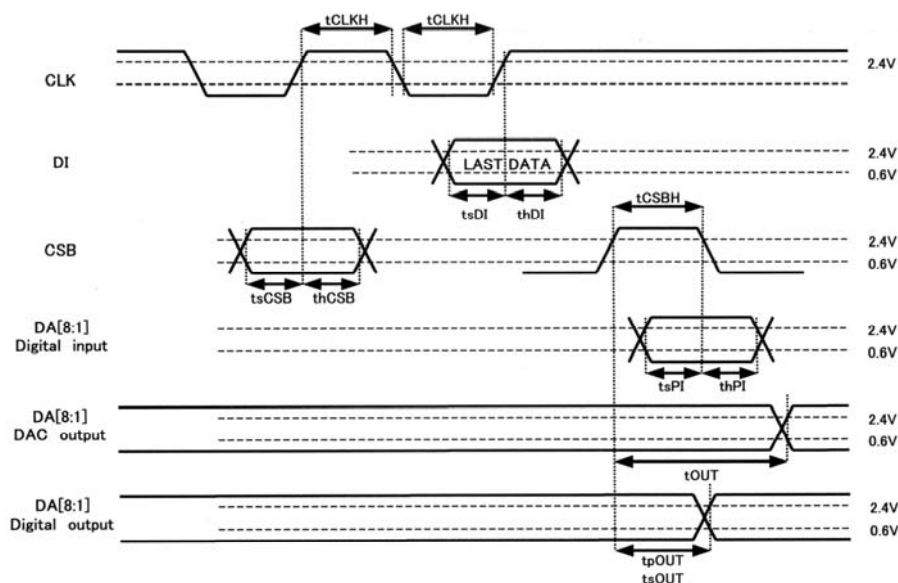 tCLKH tCLKH
CLK 2.4V
DI LAST DATA 2.4V
0.6V
tsDI thDI
tCSBH
CSB 2.4V
0.6V
tsCSB thCSB
DA[8:1]
Digital input
2.4V
0.6V
tsPI thPI
DA[8:1]
DAC output
2.4V
0.6V
tOUT
DA[8:1]
Digital output
2.4V
0.6V
tpOUT
tsOUT